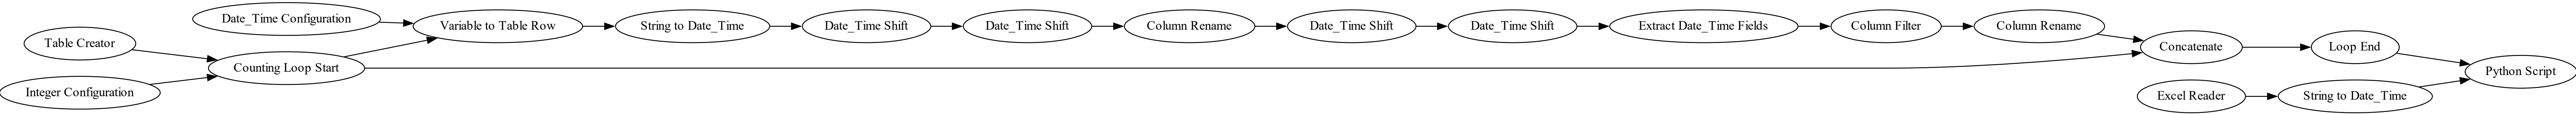 Table Creator
Integer Configuration
Date_Time Configuration
Counting Loop Start
Variable to Table Row
String to Date_Time
Date_Time Shift
Date_Time Shift
Column Rename
Date_Time Shift
Date_Time Shift
Extract Date_Time Fields
Column Filter
Column Rename
Concatenate
Loop End
Excel Reader
String to Date_Time
Python Script